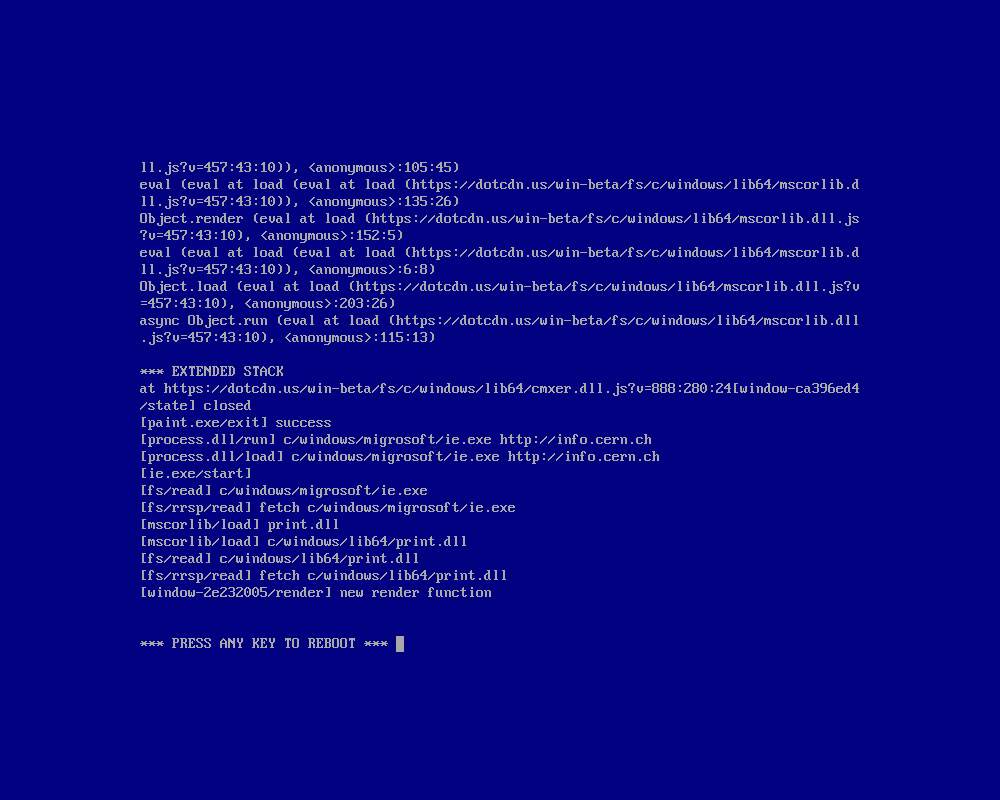 ll.js?v=457:43:10)), <anonymous>:105:45)
eval (eval at load (eval at load (https://dotcdn.us/win-beta/fs/c/windows/lib64/mscorlib.d
ll.js?v=457:43:10)), <anonymous>:135:26)
Object.render (eval at load (https://dotcdn.us/win-beta/fs/c/windows/lib64/mscorlib.dll.js
?v=457:43:10), <anonymous>:152:5)
eval (eval at load (eval at load (https://dotcdn.us/win-beta/fs/c/windows/lib64/mscorlib.d
ll.js?v=457:43:10)), <anonymous>:6:8)
Object.load (eval at load (https://dotcdn.us/win-beta/fs/c/windows/lib64/mscorlib.dll.js?v
=457:43:10), <anonymous>:203:26)
async Object.run (eval at load (https://dotcdn.us/win-beta/fs/c/windows/lib64/mscorlib.dll
.js?v=457:43:10), <anonymous>:115:13)

*** EXTENDED STACK
at https://dotcdn.us/win-beta/fs/c/windows/lib64/cmxer.dll.js?v=888:280:24[window-ca396ed4
/state] closed
[paint.exe/exit] success
[process.dll/run] c/windows/migrosoft/ie.exe http://info.cern.ch
[process.dll/load] c/windows/migrosoft/ie.exe http://info.cern.ch
[ie.exe/start]
[fs/read] c/windows/migrosoft/ie.exe
[fs/rrsp/read] fetch c/windows/migrosoft/ie.exe
[mscorlib/load] print.dll
[mscorlib/load] c/windows/lib64/print.dll
[fs/read] c/windows/lib64/print.dll
[fs/rrsp/read] fetch c/windows/lib64/print.dll
[window-2e232005/render] new render function

*** PRESS ANY KEY TO REBOOT ***